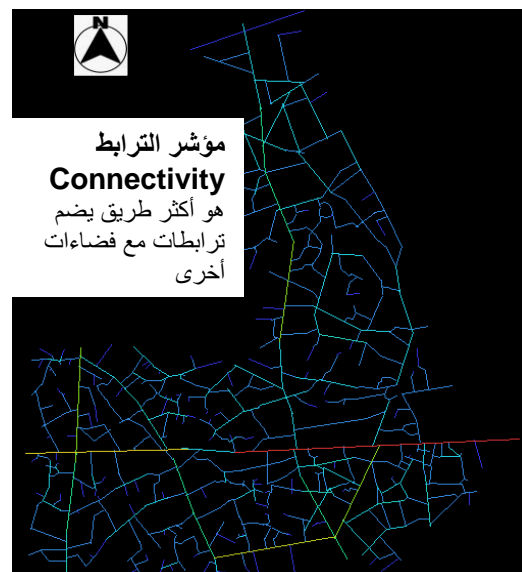 N
مؤشر الترابط
Connectivity
هو أكثر طريق يضم
ترابطات مع فضاءات
أخرى